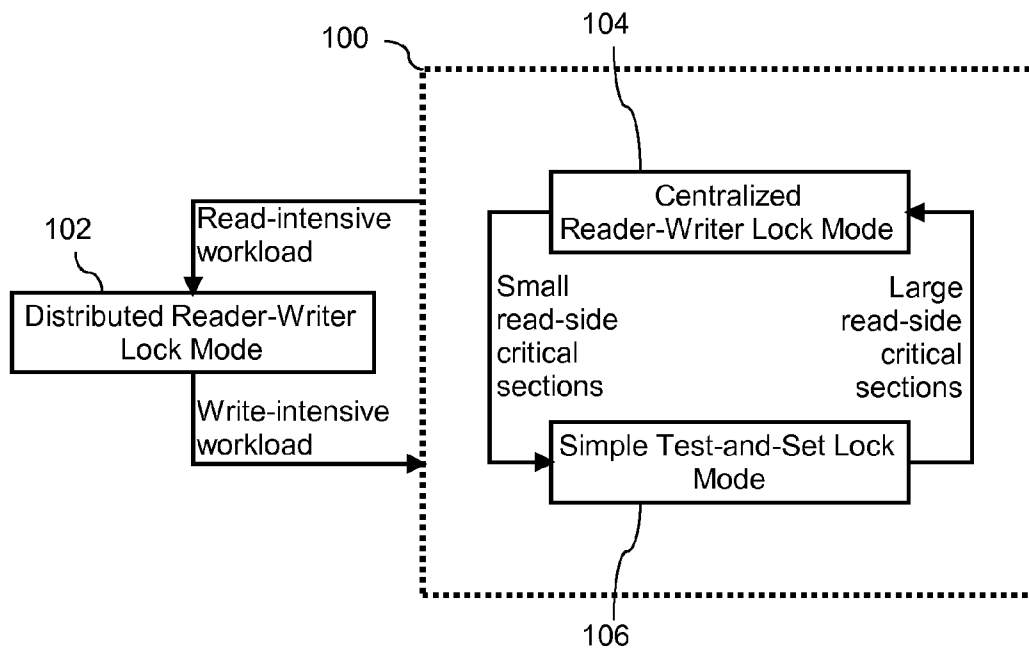 104
100
Centralized
Reader-Writer Lock Mode
Read-intensive
workload
102
Distributed Reader-Writer
Lock Mode
Small
read-side
critical
sections
Large
read-side
critical
sections
Write-intensive
workload
Simple Test-and-Set Lock
Mode
106